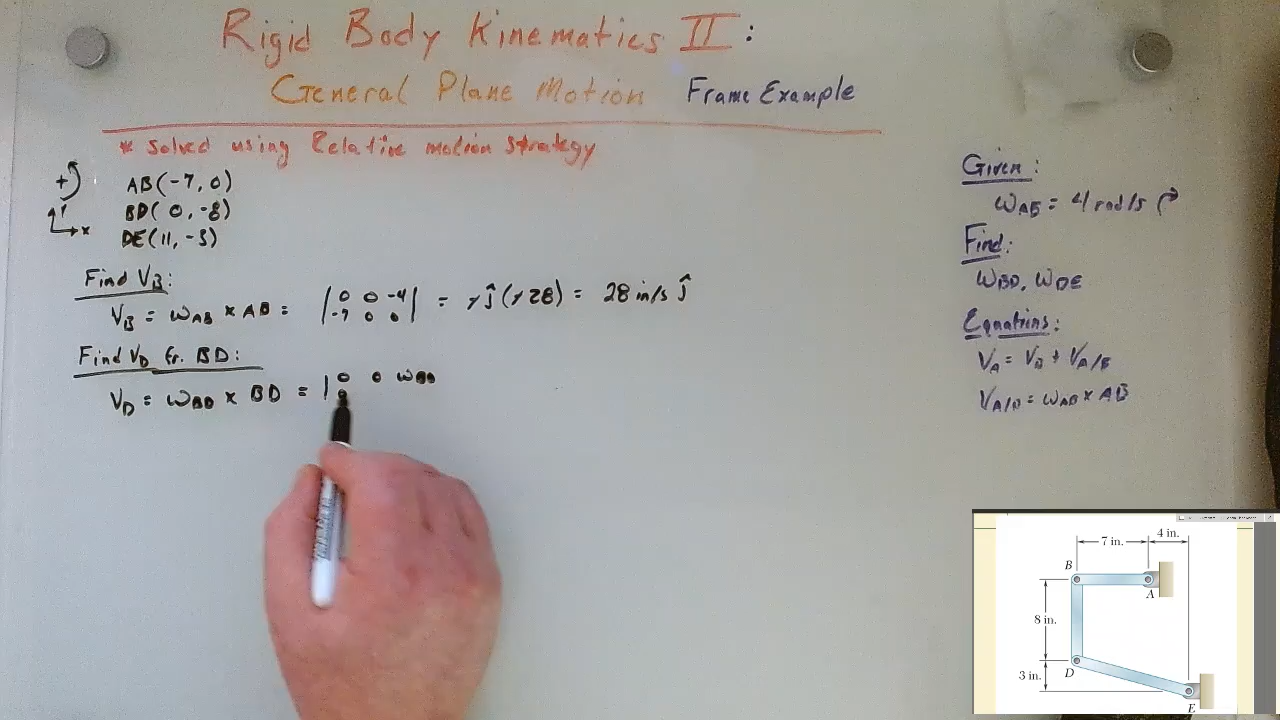 Rigid Body Kinematics II:
General Plane Motion Frame Example
* Solved using Relative motion strategy
+
y
x
AB(-7, 0)
BD( 0, -8)
DE(11, -3)
Find VB:
VB = ωAB × AB = | 0 0 -4 |
-7 0 0
= -ĵ(-28) = 28 in/s ĵ
Find VD fr. BD:
VD = ωBD × BD = | 0 0 ωBD
0
Given:
ωAB = 4 rad/s
Find:
ωBD, ωDE
Equations:
VA = VB + VA/B
VA/B = ωAB × AB
7 in.
4 in.
B
A
8 in.
D
3 in.
E